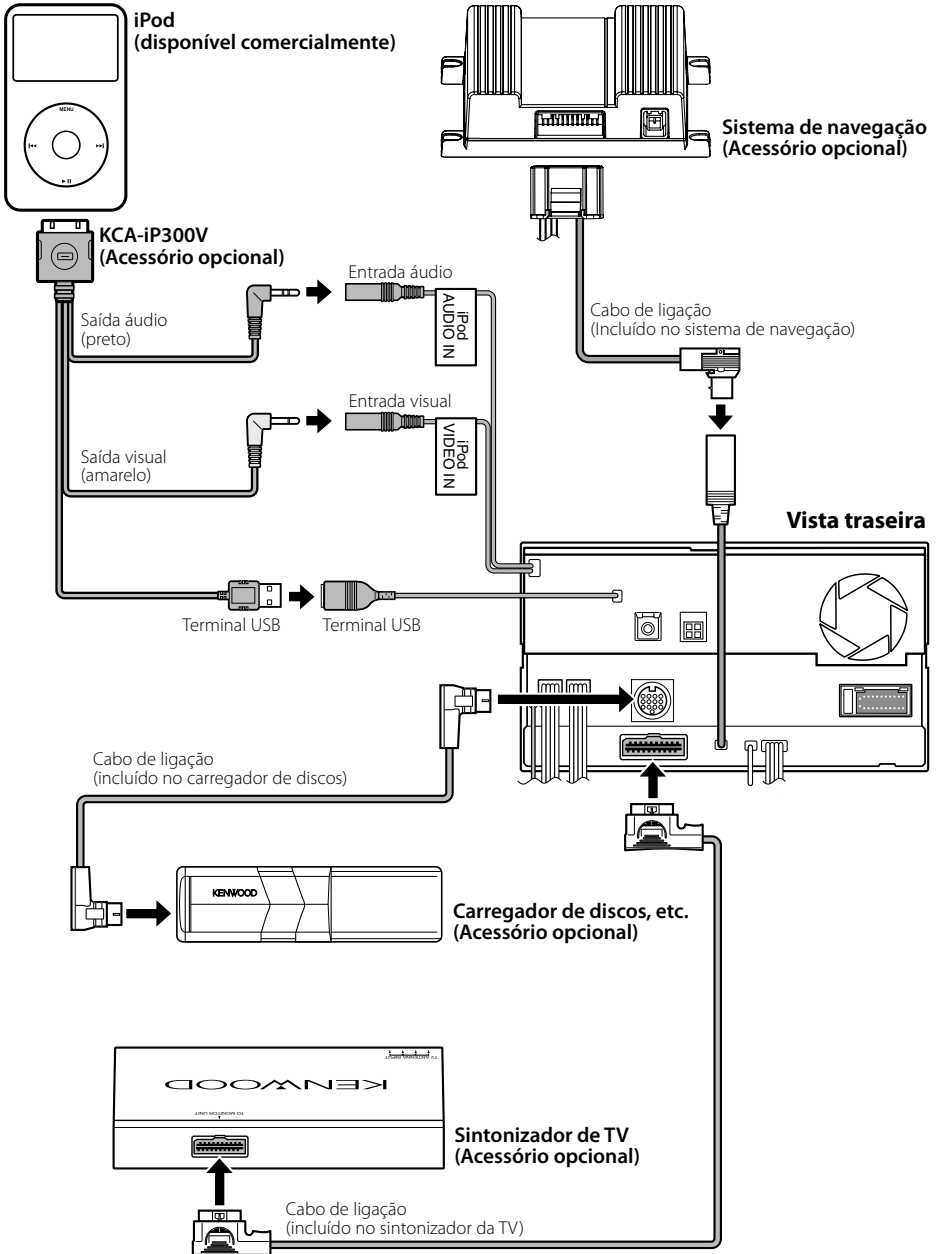 iPod
(disponível comercialmente)
MENU
Sistema de navegação
(Acessório opcional)
KCA-iP300V
(Acessório opcional)
Entrada áudio
iPod
AUDIO IN
Saída áudio
(preto)
Cabo de ligação
(Incluído no sistema de navegação)
Entrada visual
iPod
VIDEO IN
Saída visual
(amarelo)
Vista traseira
Terminal USB
Terminal USB
Cabo de ligação
(incluído no carregador de discos)
KENWOOD
Carregador de discos, etc.
(Acessório opcional)
TV ANTENNA INPUT
KENWOOD
TO MONITOR UNIT
Sintonizador de TV
(Acessório opcional)
Cabo de ligação
(incluído no sintonizador da TV)